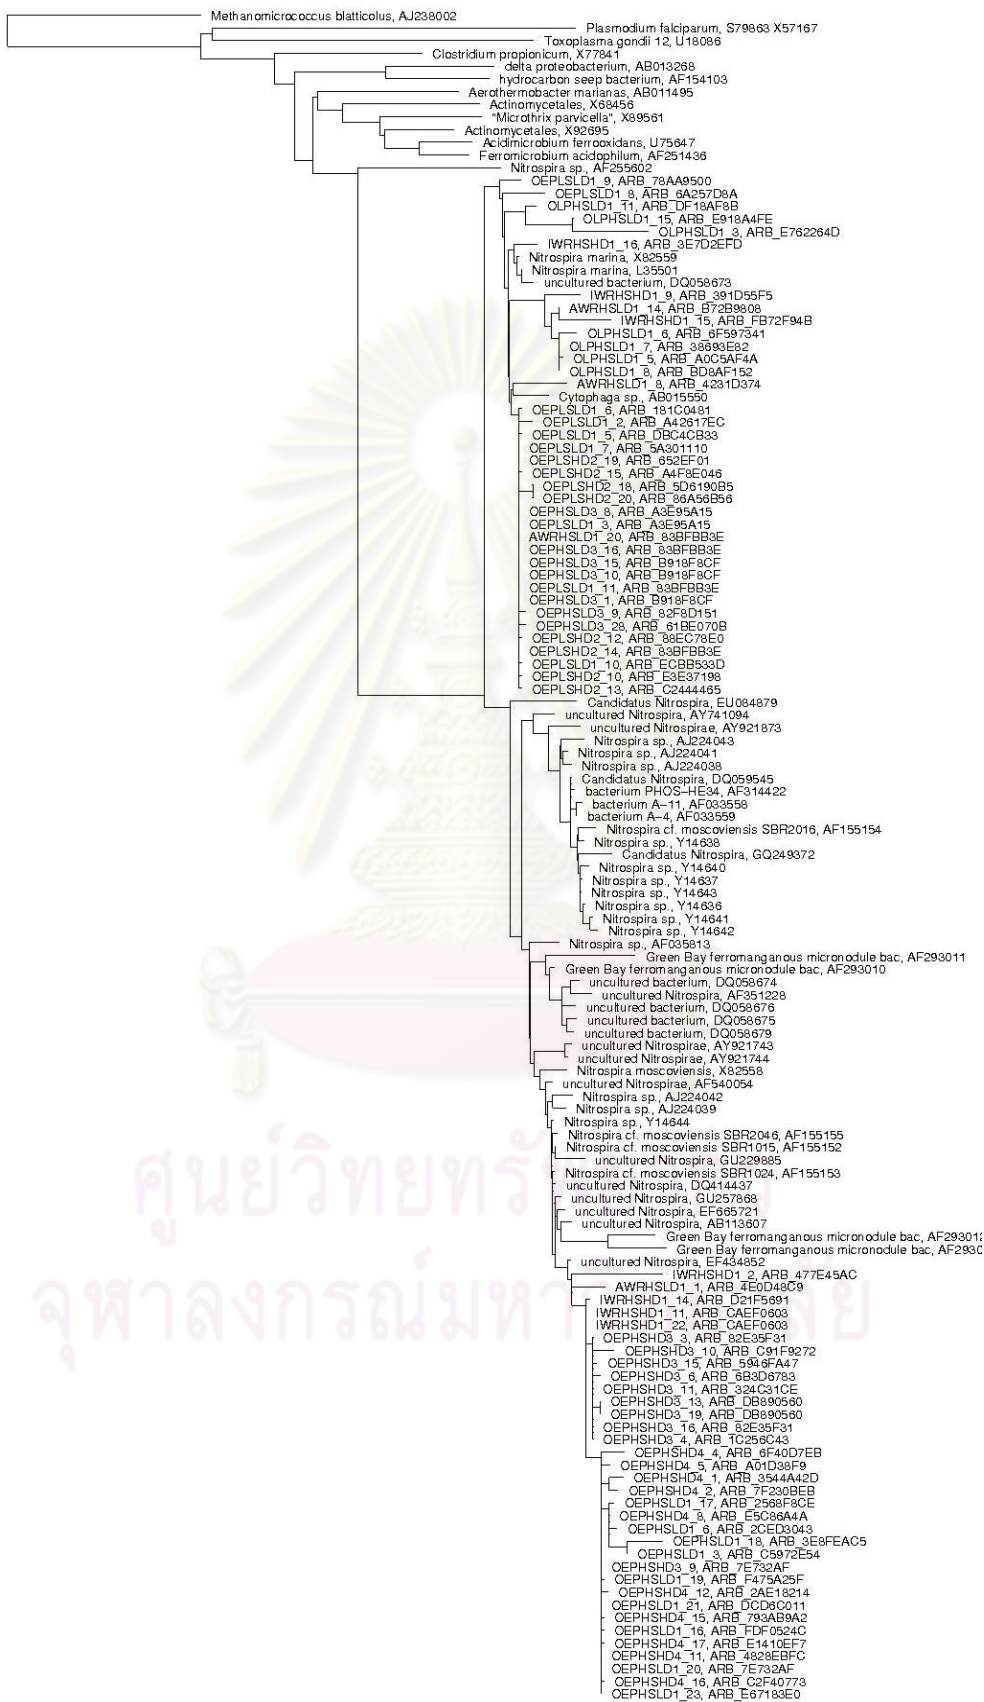 Methanomicrococcus blatticolus, AJ238002
Plasmodium falciparum, S79863 X57167
Toxoplasma gondii 12, U18086
Clostridium propionicum, X77841
delta proteobacterium, AB013268
hydrocarbon seep bacterium, AF154103
Aerothermobacter marianas, AB011495
Actinomycetales, X68456
"Microthrix parvicella", X89561
Actinomycetales, X92695
Acidimicrobium ferrooxidans, U75647
Ferromicrobium acidophilum, AF251436
Nitrospira sp., AF255602
OEPLSLD1_9, ARB_78AA9500
OEPLSLD1_8, ARB_6A257D8A
OLPHSLD1_11, ARB_DF18AF8B
OLPHSLD1_15, ARB_E918A4FE
OLPHSLD1_3, ARB_E762264D
IWRHSHD1_16, ARB_3E7D2EFD
Nitrospira marina, X82559
Nitrospira marina, L35501
uncultured bacterium, DQ058673
IWRHSHD1_9, ARB_391D55F5
AWRHSLD1_14, ARB_B72B9808
IWRHSHD1_15, ARB_FB72F94B
OLPHSLD1_6, ARB_6F597341
OLPHSLD1_7, ARB_38693E82
OLPHSLD1_5, ARB_A0C5AF4A
OLPHSLD1_8, ARB_BD8AF152
AWRHSLD1_8, ARB_4231D374
Cytophaga sp., AB015550
OEPLSLD1_6, ARB_181C0481
OEPLSLD1_2, ARB_A42617EC
OEPLSLD1_5, ARB_DBC4CB33
OEPLSLD1_7, ARB_5A301110
OEPLSHD2_19, ARB_652EF01
OEPLSHD2_15, ARB_A4F8E046
OEPLSHD2_18, ARB_5D6190B5
OEPLSHD2_20, ARB_86A56B56
OEPHSLD3_8, ARB_A3E95A15
OEPLSLD1_3, ARB_A3E95A15
AWRHSLD1_20, ARB_83BFBB3E
OEPHSLD3_16, ARB_83BFBB3E
OEPHSLD3_15, ARB_B918F8CF
OEPHSLD3_10, ARB_B918F8CF
OEPLSLD1_11, ARB_83BFBB3E
OEPHSLD3_1, ARB_B918F8CF
OEPHSLD3_9, ARB_82F8D151
OEPHSLD3_28, ARB_61BE070B
OEPLSHD2_12, ARB_88EC78E0
OEPLSHD2_14, ARB_83BFBB3E
OEPLSLD1_10, ARB_ECBB533D
OEPLSHD2_10, ARB_E3E37198
OEPLSHD2_13, ARB_C2444465
Candidatus Nitrospira, EU084879
uncultured Nitrospira, AY741094
uncultured Nitrospirae, AY921873
Nitrospira sp., AJ224043
Nitrospira sp., AJ224041
Nitrospira sp., AJ224038
Candidatus Nitrospira, DQ059545
bacterium PHOS-HE34, AF314422
bacterium A-11, AF033558
bacterium A-4, AF033559
Nitrospira cf. moscoviensis SBR2016, AF155154
Nitrospira sp., Y14638
Candidatus Nitrospira, GQ249372
Nitrospira sp., Y14640
Nitrospira sp., Y14637
Nitrospira sp., Y14643
Nitrospira sp., Y14636
Nitrospira sp., Y14641
Nitrospira sp., Y14642
Nitrospira sp., AF035813
Green Bay ferromanganous micronodule bac, AF293011
Green Bay ferromanganous micronodule bac, AF293010
uncultured bacterium, DQ058674
uncultured Nitrospira, AF351228
uncultured bacterium, DQ058676
uncultured bacterium, DQ058675
uncultured bacterium, DQ058679
uncultured Nitrospirae, AY921743
uncultured Nitrospirae, AY921744
Nitrospira moscoviensis, X82558
uncultured Nitrospirae, AF540054
Nitrospira sp., AJ224042
Nitrospira sp., AJ224039
Nitrospira sp., Y14644
Nitrospira cf. moscoviensis SBR2046, AF155155
Nitrospira cf. moscoviensis SBR1015, AF155152
uncultured Nitrospira, GU229885
Nitrospira cf. moscoviensis SBR1024, AF155153
uncultured Nitrospira, DQ414437
uncultured Nitrospira, GU257868
uncultured Nitrospira, EF665721
uncultured Nitrospira, AB113607
Green Bay ferromanganous micronodule bac, AF293012
Green Bay ferromanganous micronodule bac, AF2930
uncultured Nitrospira, EF434852
IWRHSHD1_2, ARB_477E45AC
AWRHSLD1_1, ARB_4E0D48C9
IWRHSHD1_14, ARB_D21F5691
IWRHSHD1_11, ARB_CAEF0603
IWRHSHD1_22, ARB_CAEF0603
OEPHSHD3_3, ARB_82E35F31
OEPHSHD3_10, ARB_C91F9272
OEPHSHD3_15, ARB_5946FA47
OEPHSHD3_6, ARB_6B3D6783
OEPHSHD3_11, ARB_324C31CE
OEPHSHD3_13, ARB_DB890560
OEPHSHD3_19, ARB_DB890560
OEPHSHD3_16, ARB_82E35F31
OEPHSHD3_4, ARB_1C256C43
OEPHSHD4_4, ARB_6F40D7EB
OEPHSHD4_5, ARB_A01D38F9
OEPHSHD4_1, ARB_3544A42D
OEPHSHD4_2, ARB_7F230BEB
OEPHSLD1_17, ARB_2568F8CE
OEPHSHD4_8, ARB_E5C86A4A
OEPHSLD1_6, ARB_2CED3043
OEPHSLD1_18, ARB_3E8FEAC5
OEPHSLD1_3, ARB_C5972E54
OEPHSHD3_9, ARB_7E732AF
OEPHSLD1_19, ARB_F475A25F
OEPHSHD4_12, ARB_2AE18214
OEPHSLD1_21, ARB_DCD6C011
OEPHSHD4_15, ARB_793AB9A2
OEPHSLD1_16, ARB_FDF0524C
OEPHSHD4_17, ARB_E1410EF7
OEPHSHD4_11, ARB_4828EBFC
OEPHSLD1_20, ARB_7E732AF
OEPHSHD4_16, ARB_C2F40773
OEPHSLD1_23, ARB_E67183E0